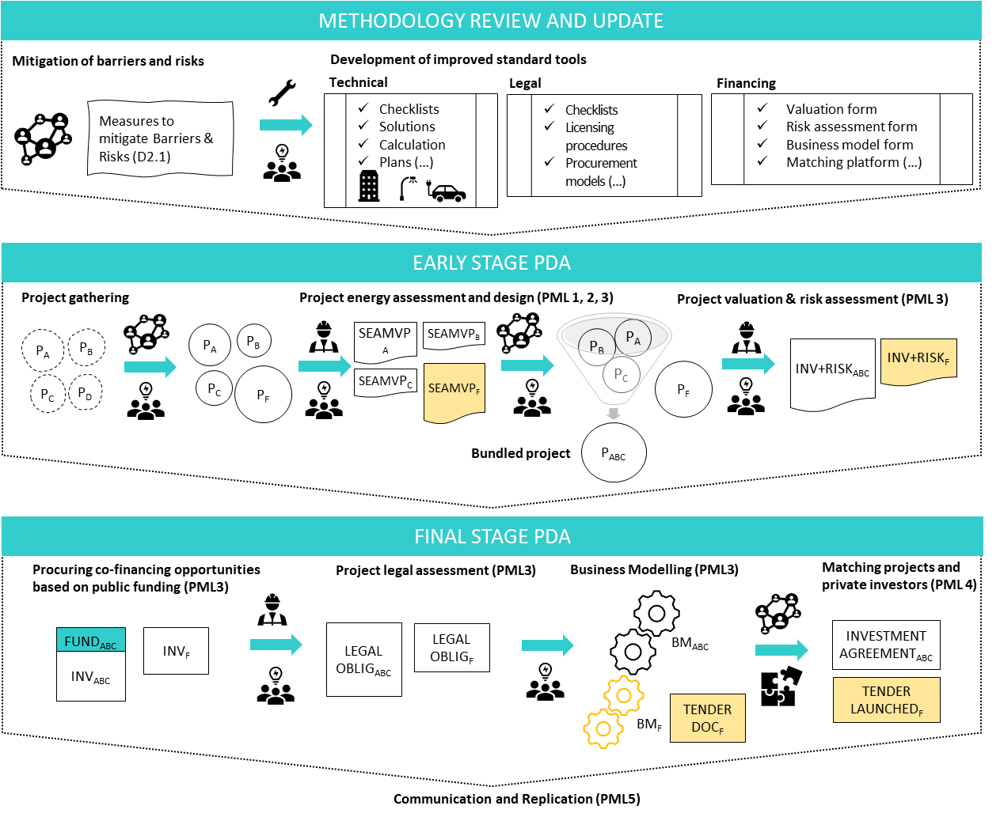 METHODOLOGY REVIEW AND UPDATE
Mitigation of barriers and risks
Measures to
mitigate Barriers &
Risks (D2.1)
Development of improved standard tools
Technical
✓ Checklists
✓ Solutions
✓ Calculation
✓ Plans (...)
Legal
✓ Checklists
✓ Licensing
procedures
✓ Procurement
models (...)
Financing
✓ Valuation form
✓ Risk assessment form
✓ Business model form
✓ Matching platform (...)
EARLY STAGE PDA
Project gathering
PA
PB
PC
PD
PA
PB
PC
PF
Project energy assessment and design (PML 1, 2, 3)
SEAMVP
A
SEAMVPB
SEAMVPC
SEAMVPF
PB
PA
PC
PF
Bundled project
PABC
Project valuation & risk assessment (PML 3)
INV+RISKABC
INV+RISKF
FINAL STAGE PDA
Procuring co-financing opportunities
based on public funding (PML3)
FUNDABC
INVABC
INVF
Project legal assessment (PML3)
LEGAL
OBLIGABC
LEGAL
OBLIGF
Business Modelling (PML3)
BMABC
BMF
TENDER
DOCF
Matching projects and
private investors (PML 4)
INVESTMENT
AGREEMENTABC
TENDER
LAUNCHEDF
Communication and Replication (PML5)